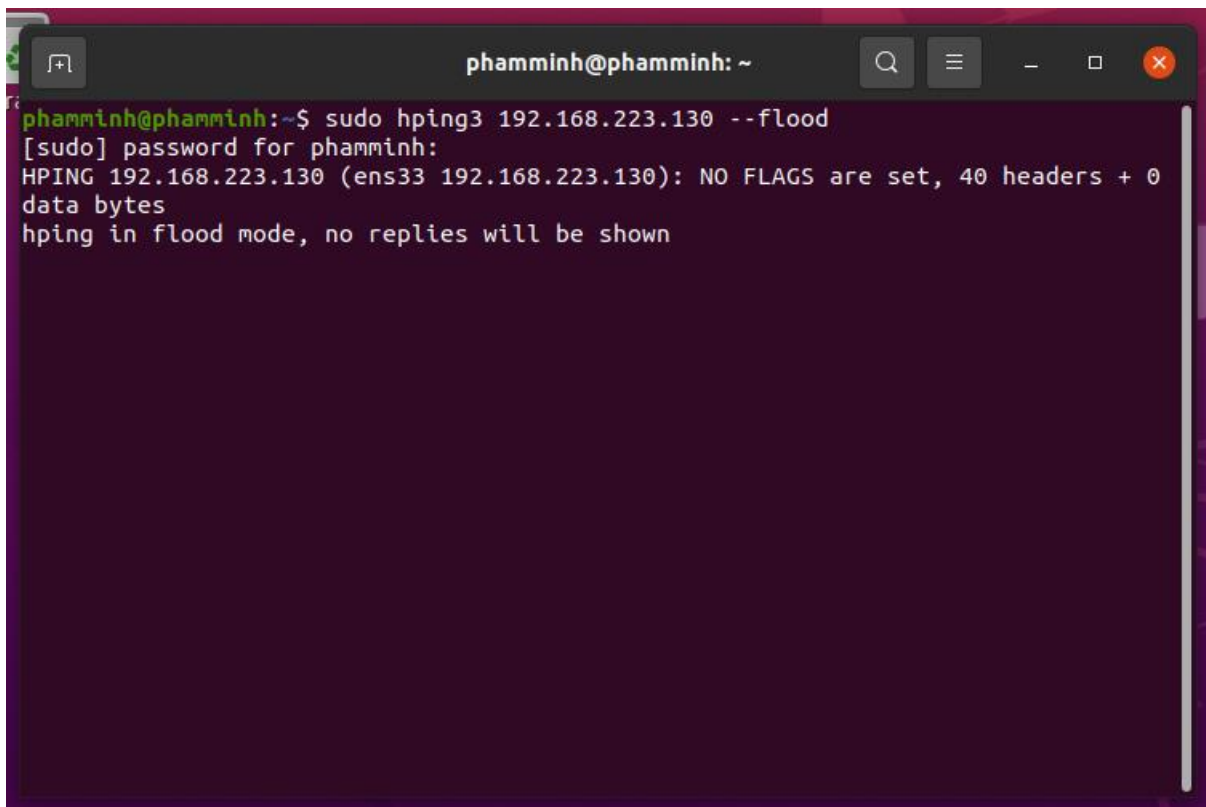 phamminh@phamminh: ~
phamminh@phamminh:~$ sudo hping3 192.168.223.130 --flood
[sudo] password for phamminh:
HPING 192.168.223.130 (ens33 192.168.223.130): NO FLAGS are set, 40 headers + 0
data bytes
hping in flood mode, no replies will be shown